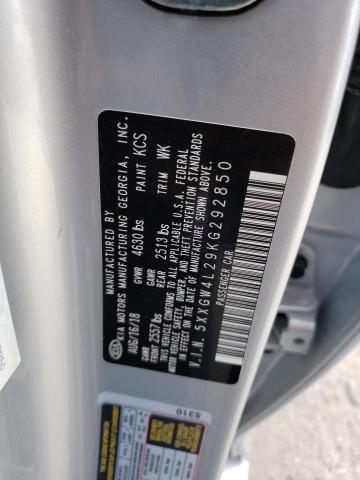 MANUFACTURED BY
KIA MOTORS MANUFACTURING GEORGIA, INC.
AUG/16/18 GVWR 4630 lbs PAINT KCS
GAWR FRONT 2557 lbs GAWR REAR 2513 lbs TRIM WK
THIS VEHICLE CONFORMS TO ALL APPLICABLE U.S.A. FEDERAL
MOTOR VEHICLE SAFETY, BUMPER, AND THEFT PREVENTION STANDARDS
IN EFFECT ON THE DATE OF MANUFACTURE SHOWN ABOVE.
V.I.N. 5XXGW4L29KG292850
PASSENGER CAR
5310